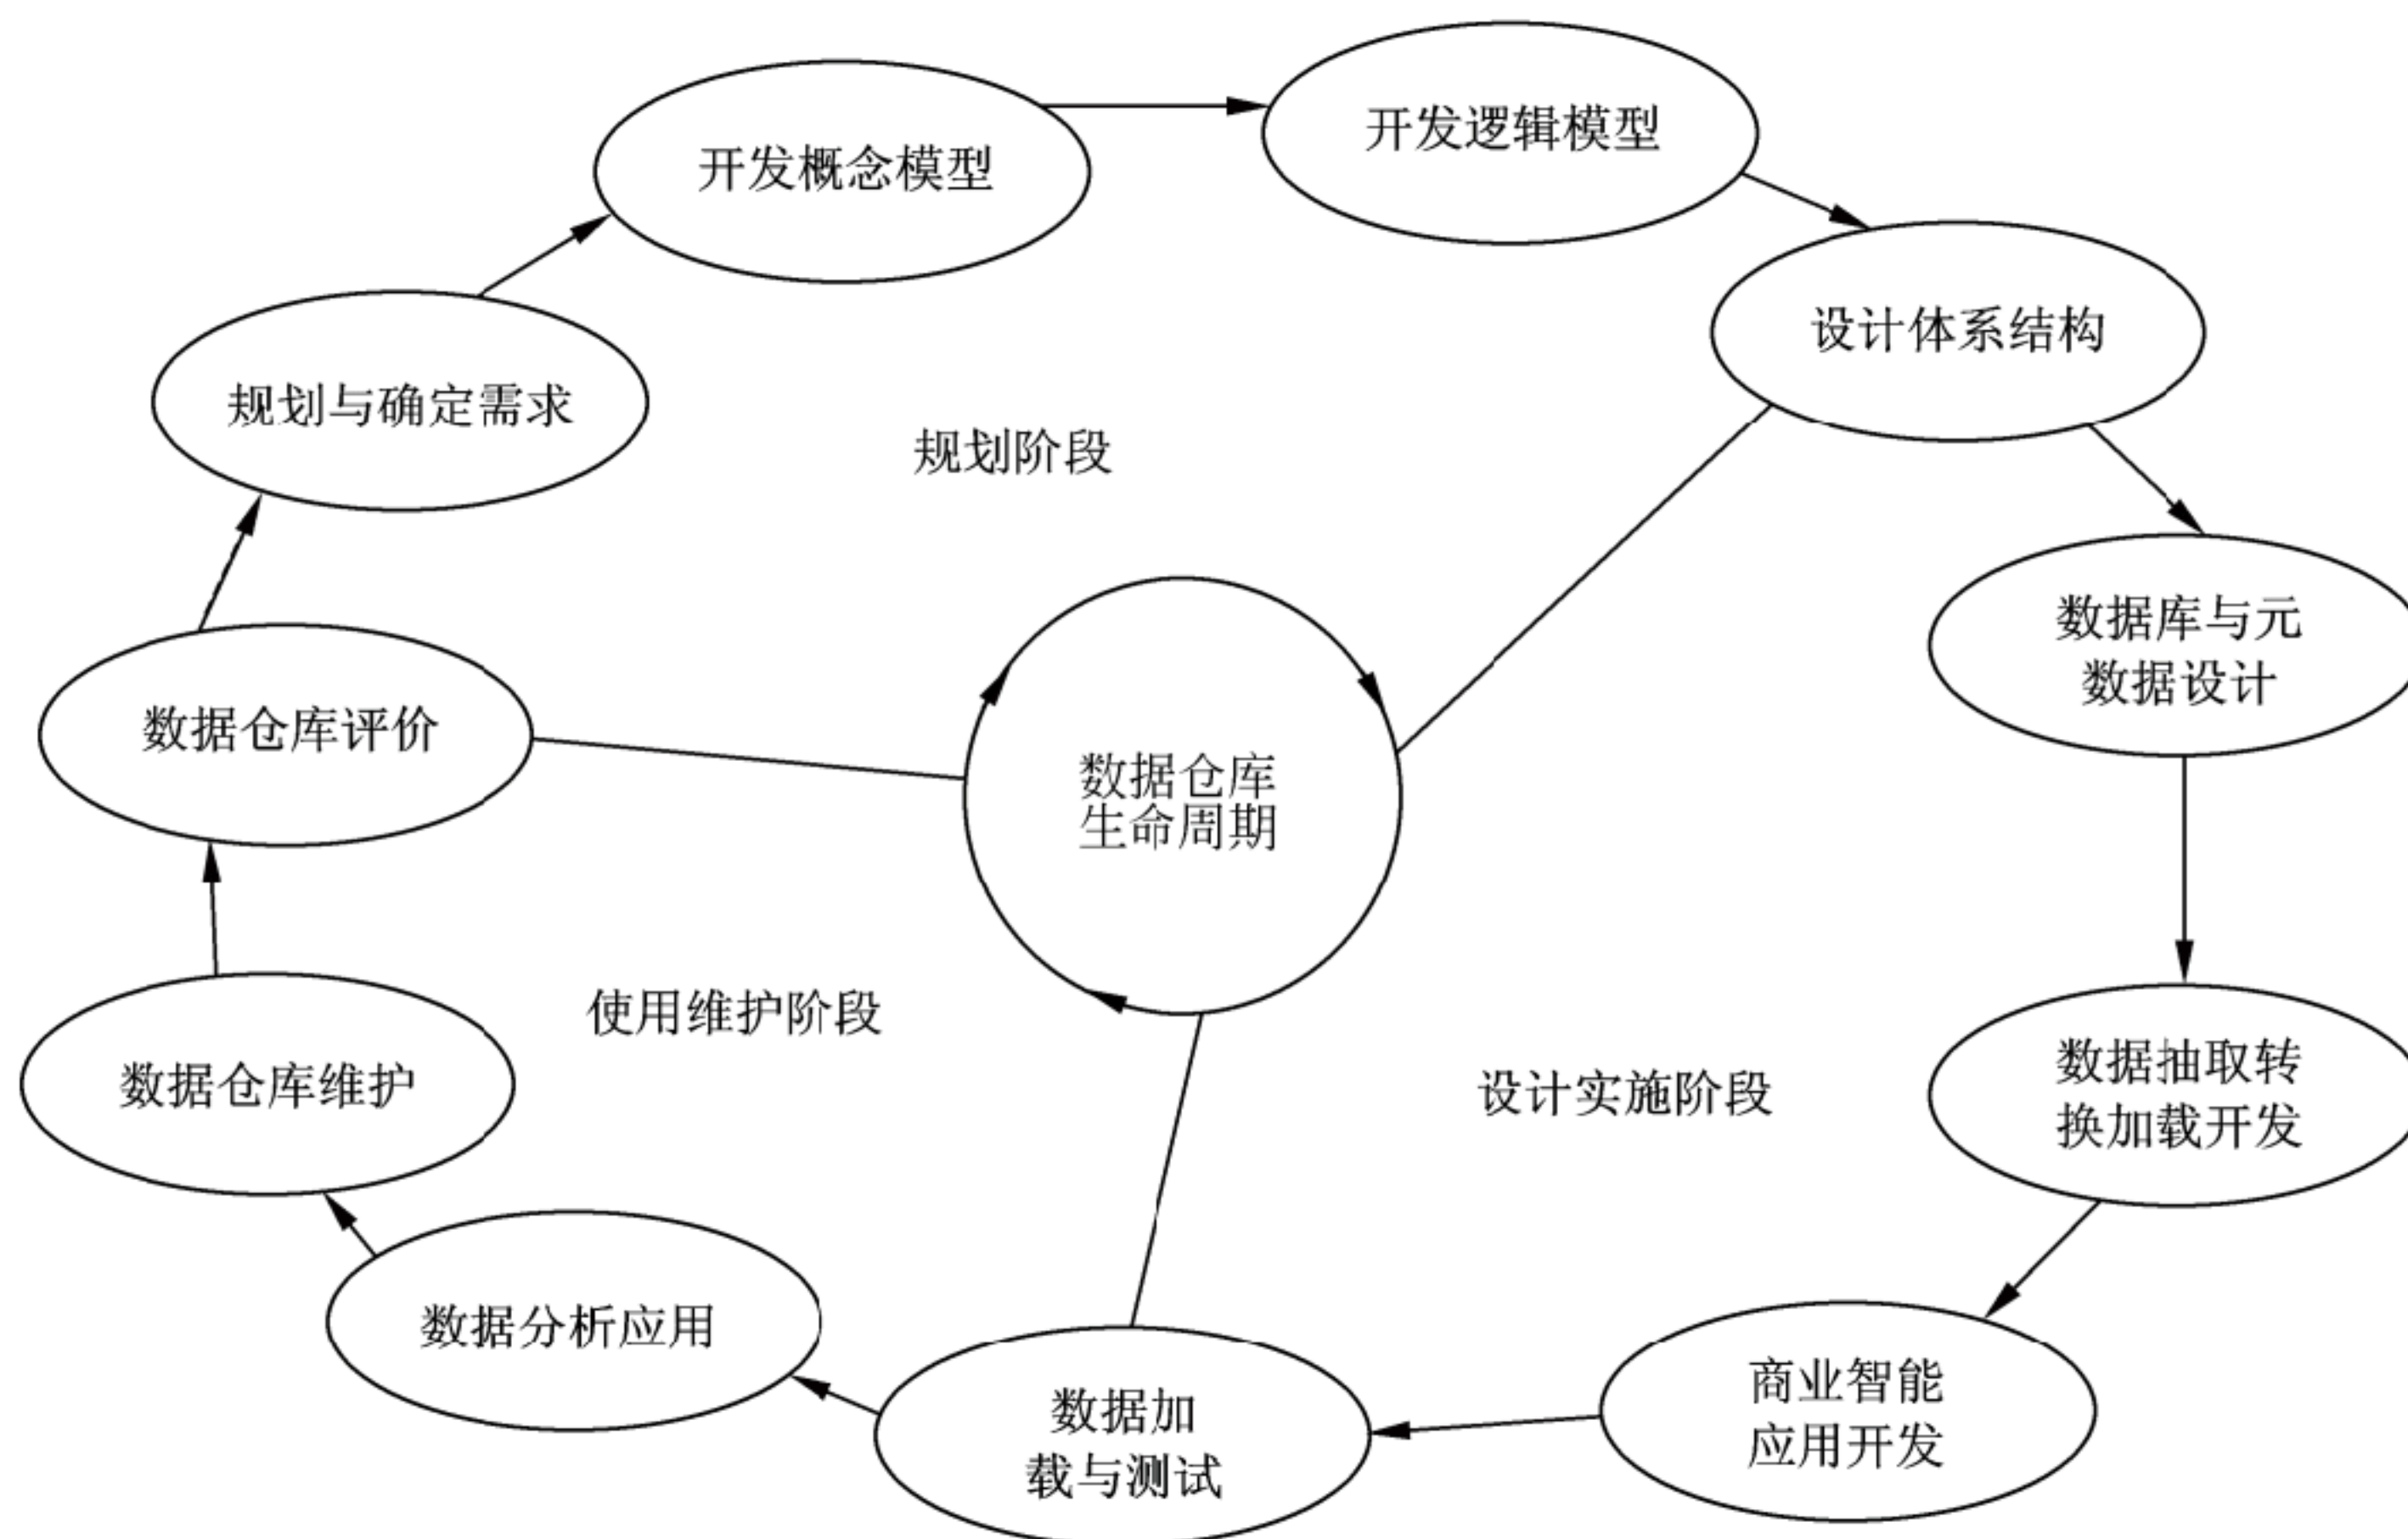 开发逻辑模型
开发概念模型
设计体系结构
规划与确定需求
规划阶段
数据库与元
数据设计
数据仓库评价
数据仓库
生命周期
使用维护阶段
数据抽取转
换加载开发
数据仓库维护
设计实施阶段
数据分析应用
商业智能
应用开发
数据加
载与测试